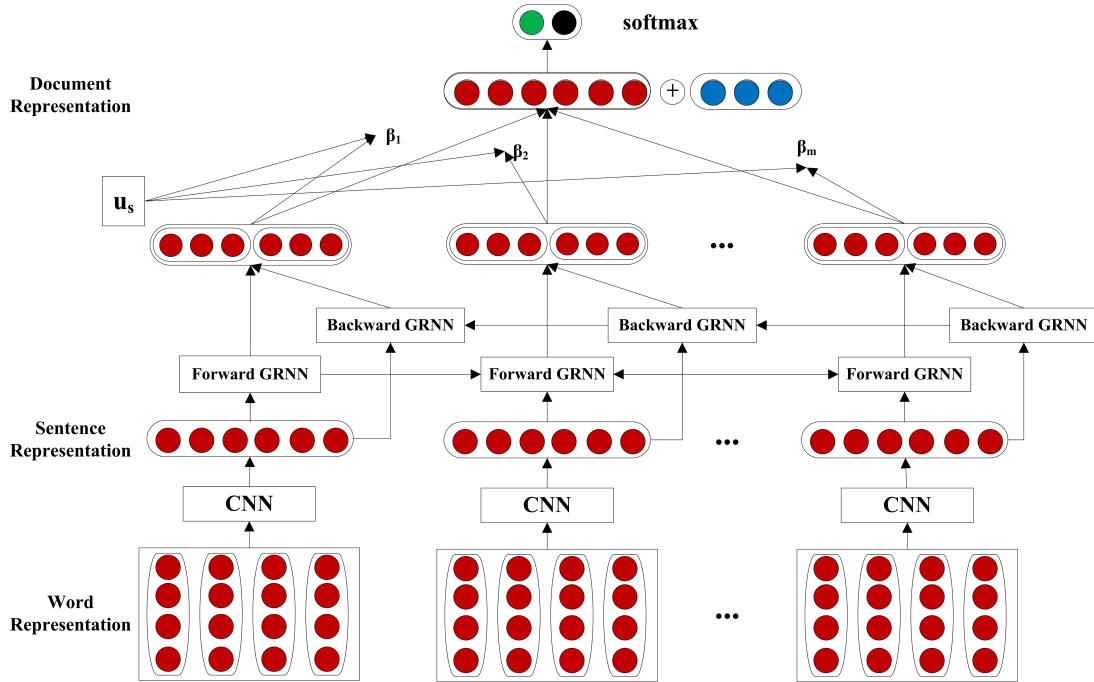 softmax
Document
Representation
+
β1
β2
βm
us
...
Backward GRNN
Backward GRNN
Backward GRNN
Forward GRNN
Forward GRNN
Forward GRNN
Sentence
Representation
...
CNN
CNN
CNN
Word
Representation
...